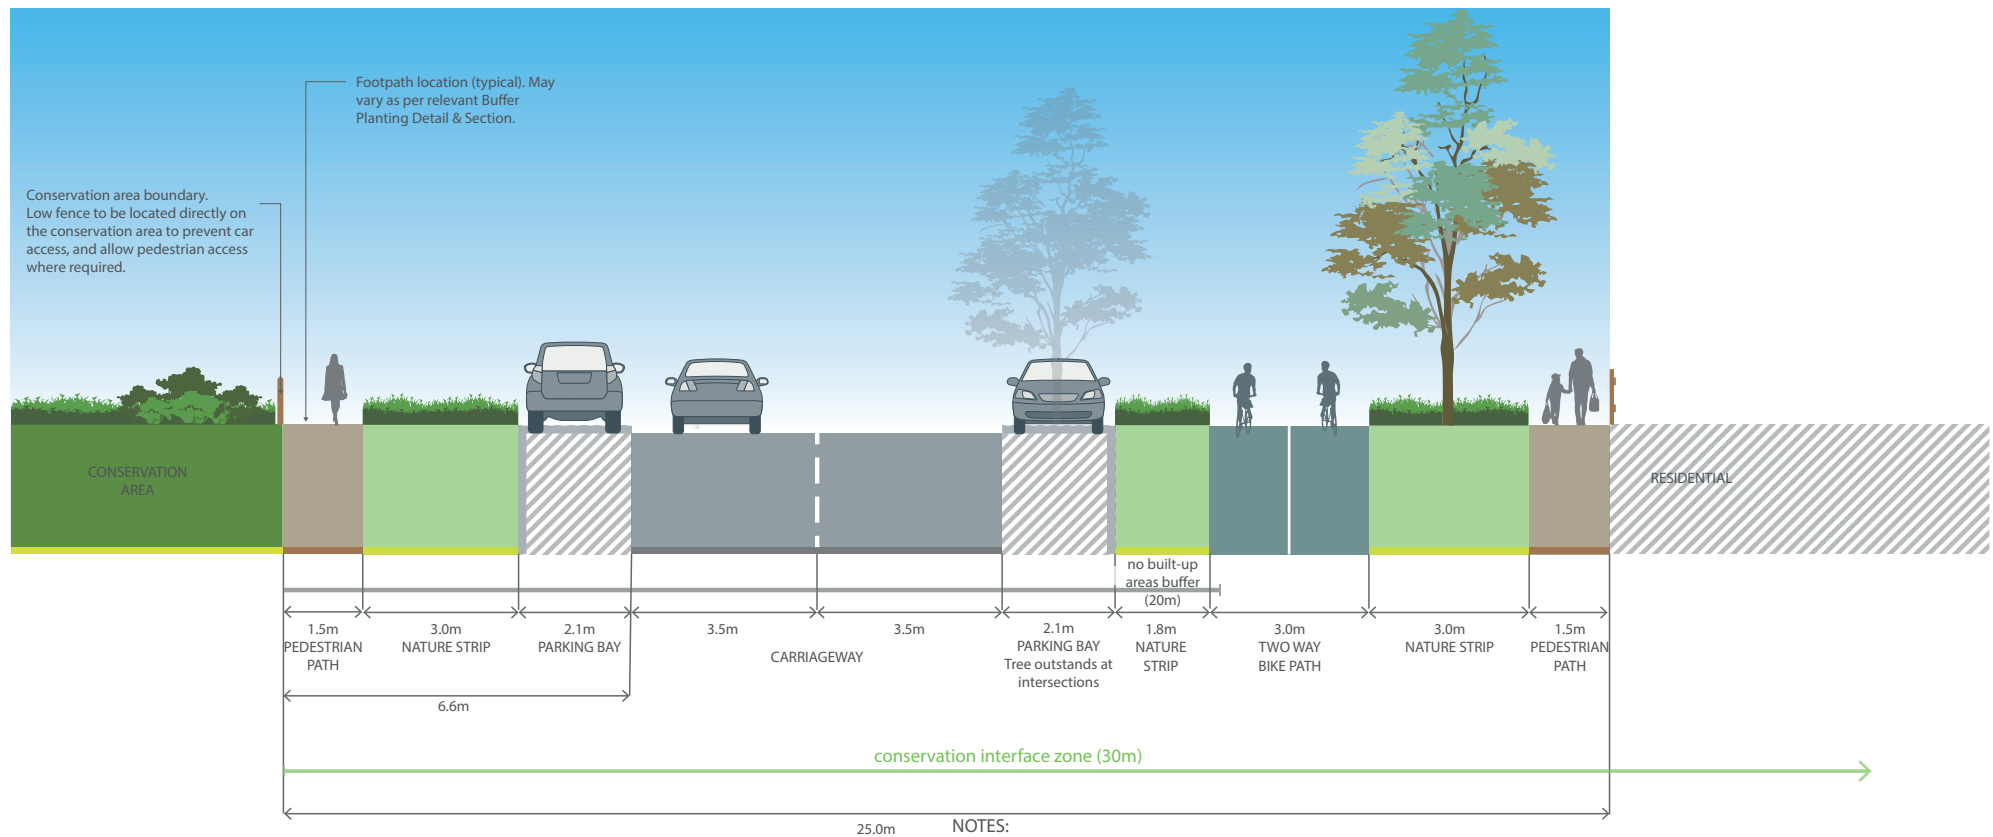 Footpath location (typical). May
vary as per relevant Buffer
Planting Detail & Section.
Conservation area boundary.
Low fence to be located directly on
the conservation area to prevent car
access, and allow pedestrian access
where required.
CONSERVATION
AREA
RESIDENTIAL
no built-up
areas buffer
(20m)
1.5m
PEDESTRIAN
PATH
3.0m
NATURE STRIP
2.1m
PARKING BAY
3.5m
3.5m
CARRIAGEWAY
2.1m
PARKING BAY
Tree outstands at
intersections
1.8m
NATURE
STRIP
3.0m
TWO WAY
BIKE PATH
3.0m
NATURE STRIP
1.5m
PEDESTRIAN
PATH
6.6m
conservation interface zone (30m)
25.0m
NOTES: